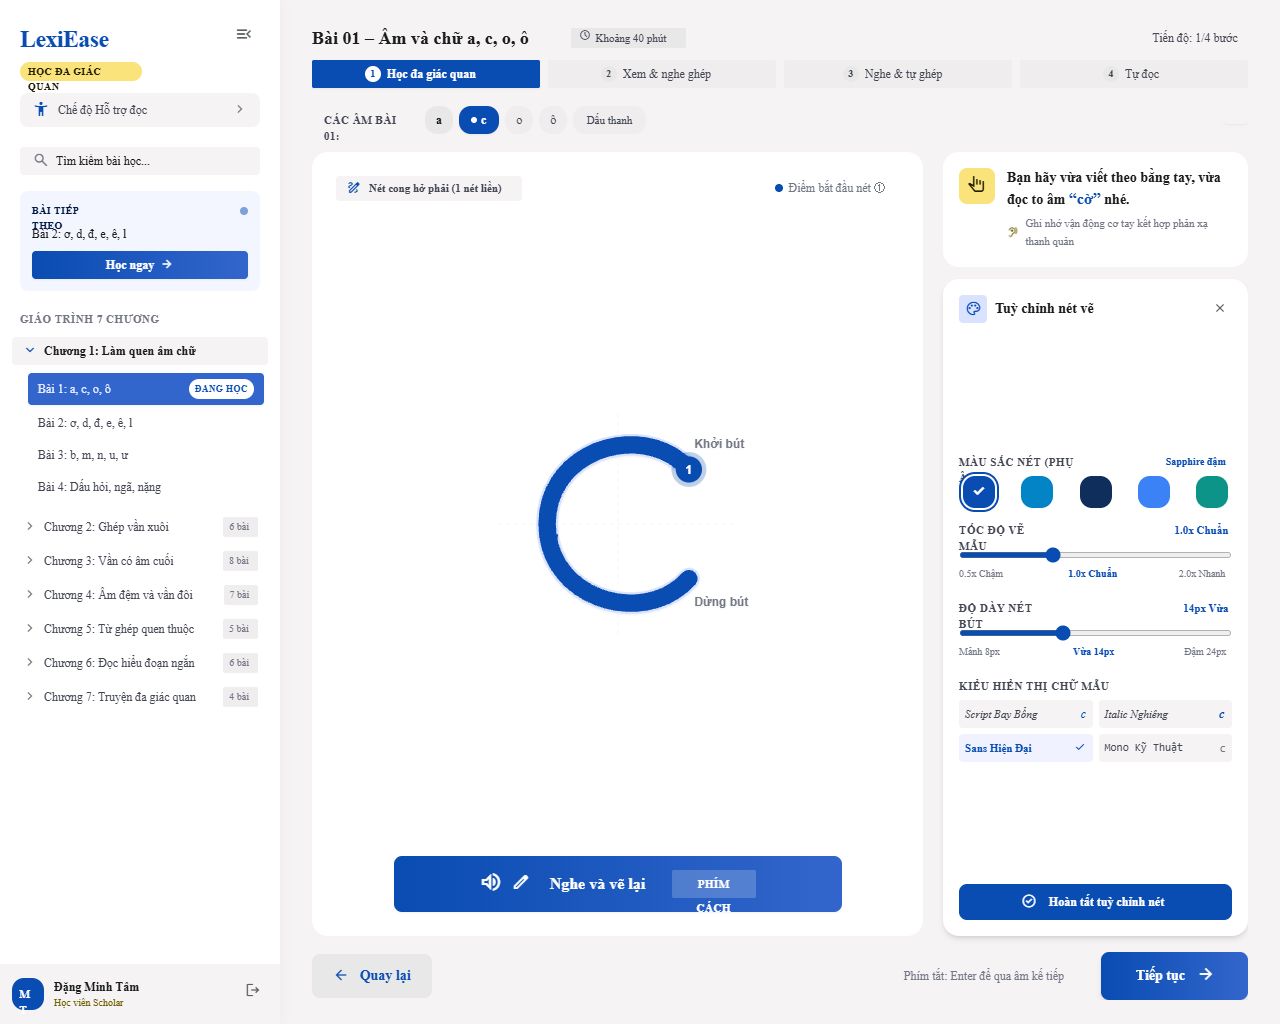 LexiEase
HỌC ĐA GIÁC
QUAN
Chế độ Hỗ trợ đọc
Tìm kiếm bài học...
BÀI TIẾP
THEO
Bài 2: ơ, d, đ, e, ê, l
Học ngay
GIÁO TRÌNH 7 CHƯƠNG
Chương 1: Làm quen âm chữ
Bài 1: a, c, o, ô
ĐANG HỌC
Bài 2: ơ, d, đ, e, ê, l
Bài 3: b, m, n, u, ư
Bài 4: Dấu hỏi, ngã, nặng
Chương 2: Ghép vần xuôi
6 bài
Chương 3: Vần có âm cuối
8 bài
Chương 4: Âm đệm và vần đôi
7 bài
Chương 5: Từ ghép quen thuộc
5 bài
Chương 6: Đọc hiểu đoạn ngắn
6 bài
Chương 7: Truyện đa giác quan
4 bài
M
T
Đặng Minh Tâm
Học viên Scholar
Bài 01 – Âm và chữ a, c, o, ô
Khoảng 40 phút
Tiến độ: 1/4 bước
1 Học đa giác quan
2 Xem & nghe ghép
3 Nghe & tự ghép
4 Tự đọc
CÁC ÂM BÀI
01:
a
c
o
ô
Dấu thanh
Nét cong hở phải (1 nét liền)
Điểm bắt đầu nét ①
Khởi bút
1
Dừng bút
Nghe và vẽ lại
PHÍM
CÁCH
Bạn hãy vừa viết theo bằng tay, vừa
đọc to âm “cờ” nhé.
Ghi nhớ vận động cơ tay kết hợp phản xạ
thanh quản
Tuỳ chỉnh nét vẽ
MÀU SẮC NÉT (PHỤ
Sapphire đậm
TỐC ĐỘ VẼ
MẪU
1.0x Chuẩn
0.5x Chậm
1.0x Chuẩn
2.0x Nhanh
ĐỘ DÀY NÉT
BÚT
14px Vừa
Mảnh 8px
Vừa 14px
Đậm 24px
KIỂU HIỂN THỊ CHỮ MẪU
Script Bay Bổng c
Italic Nghiêng c
Sans Hiện Đại
Mono Kỹ Thuật c
Hoàn tất tuỳ chỉnh nét
Quay lại
Phím tắt: Enter để qua âm kế tiếp
Tiếp tục